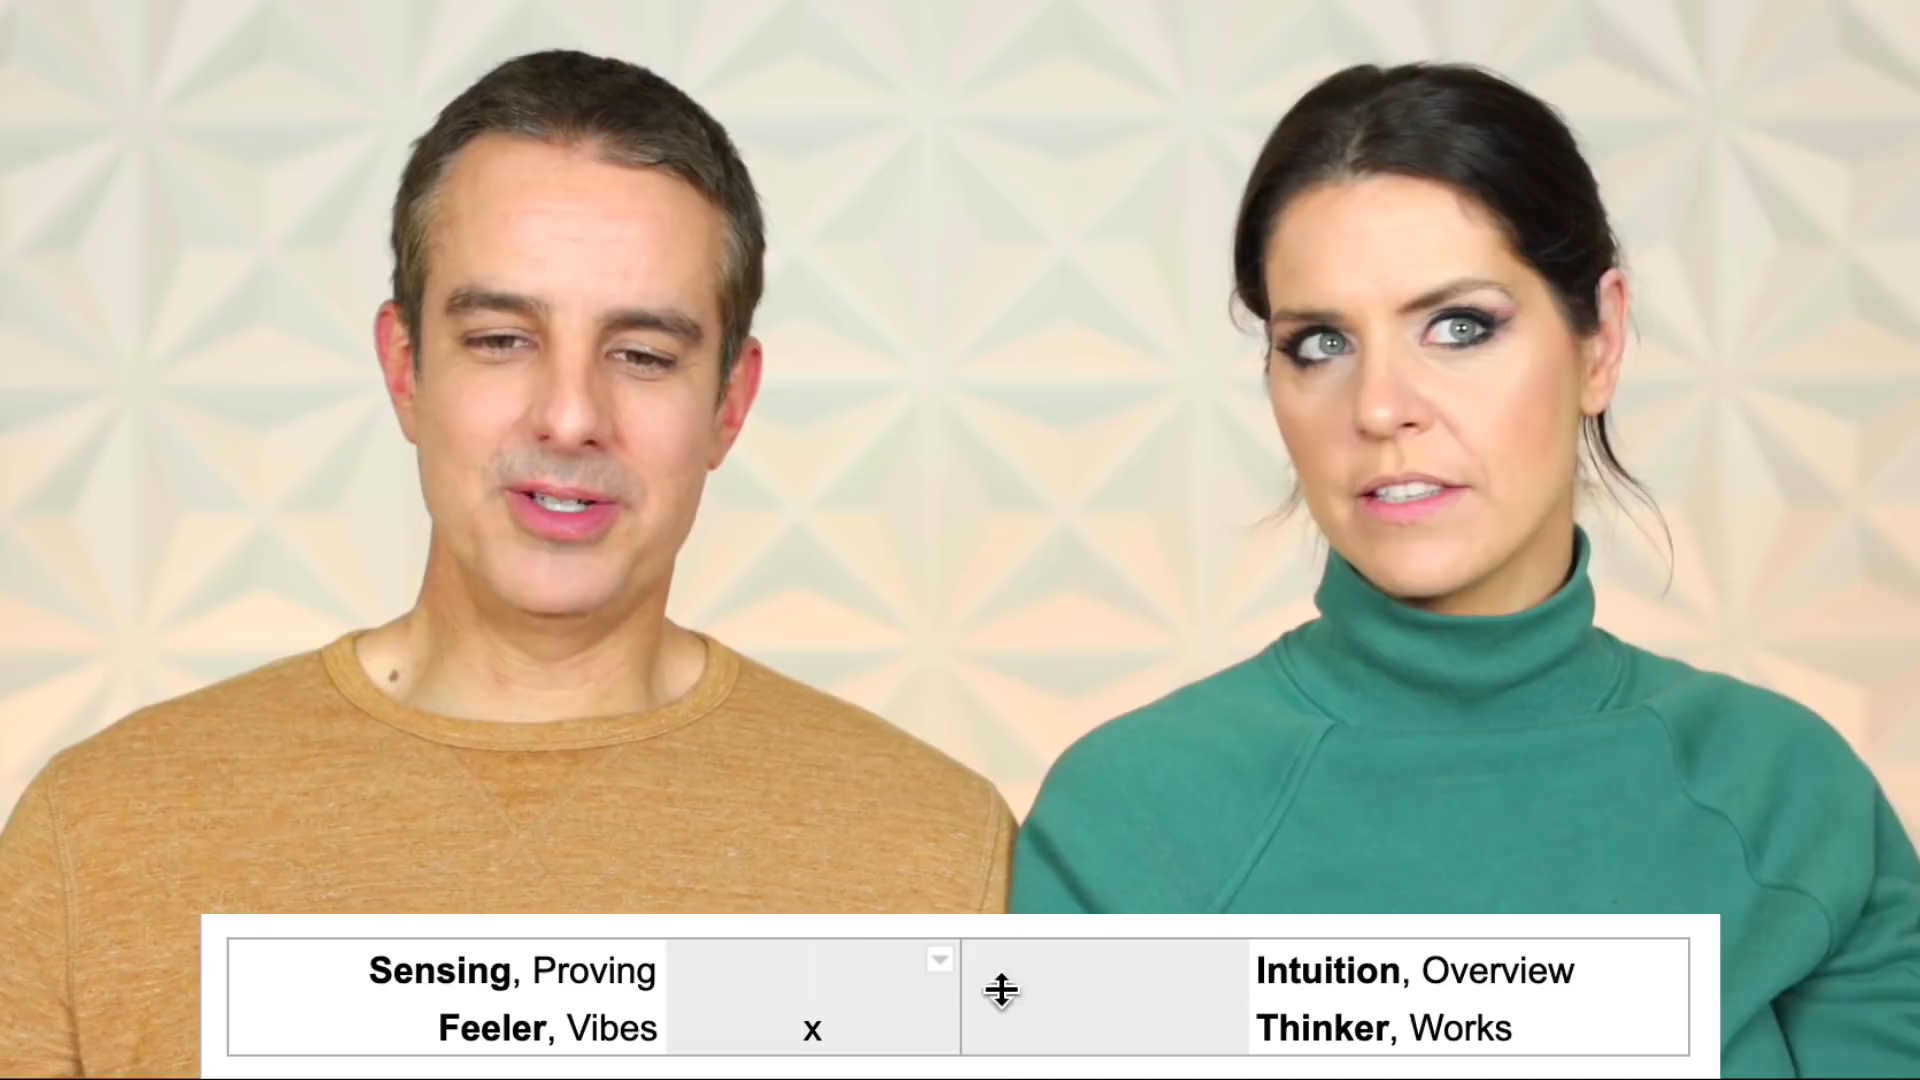 Sensing, Proving Intuition, Overview
Feeler, Vibes x Thinker, Works